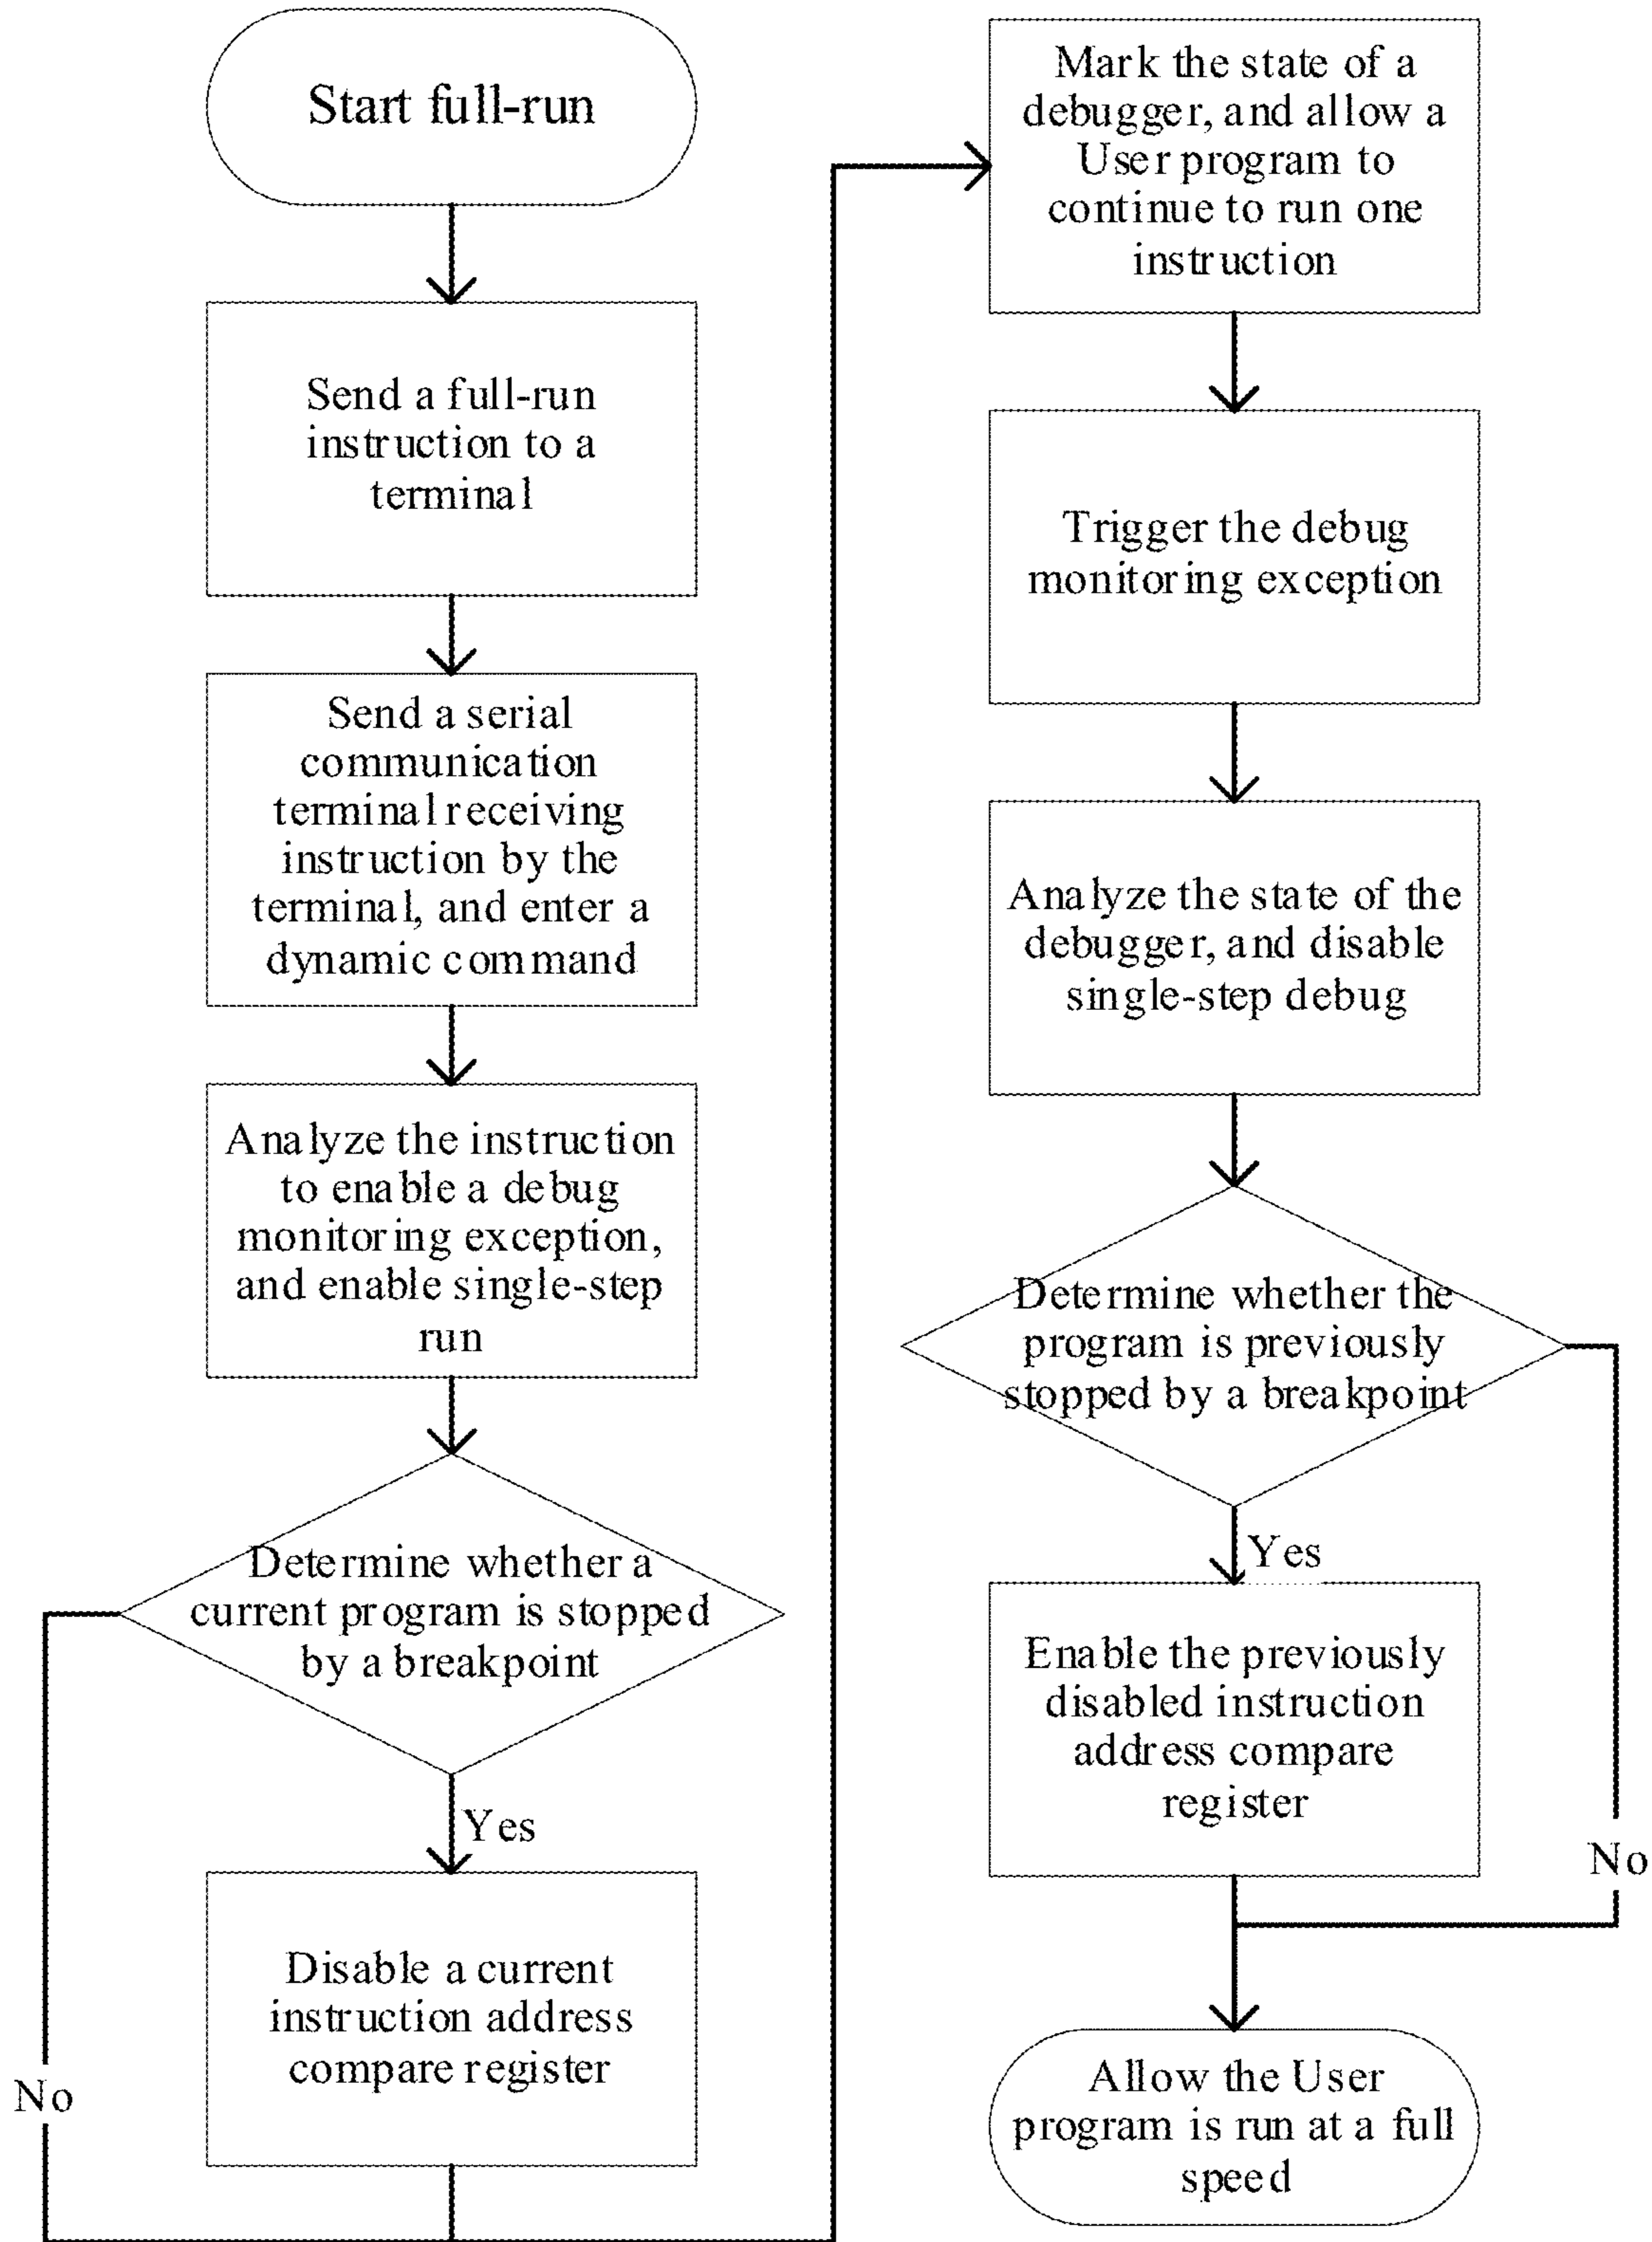 Start full-run
Send a full-run
instruction to a
terminal
Send a serial
communication
terminal receiving
instruction by the
terminal, and enter a
dynamic command
Analyze the instruction
to enable a debug
monitoring exception,
and enable single-step
run
Determine whether a
current program is stopped
by a breakpoint
Yes
Disable a current
instruction address
compare register
No
Mark the state of a
debugger, and allow a
User program to
continue to run one
instruction
Trigger the debug
monitoring exception
Analyze the state of the
debugger, and disable
single-step debug
Determine whether the
program is previously
stopped by a breakpoint
Yes
Enable the previously
disabled instruction
address compare
register
No
Allow the User
program is run at a full
speed